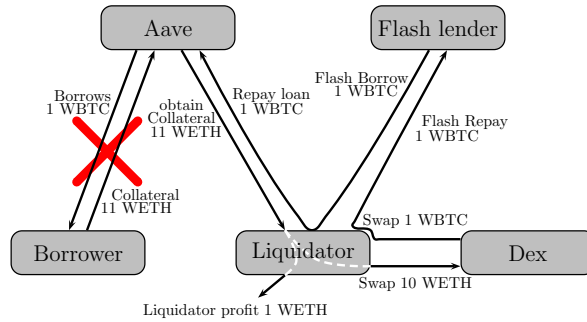 Aave
Flash lender
Borrows
1 WBTC
obtain
Collateral
11 WETH
Repay loan
1 WBTC
Flash Borrow
1 WBTC
Flash Repay
1 WBTC
Collateral
11 WETH
Swap 1 WBTC
Borrower
Liquidator
Dex
Swap 10 WETH
Liquidator profit 1 WETH